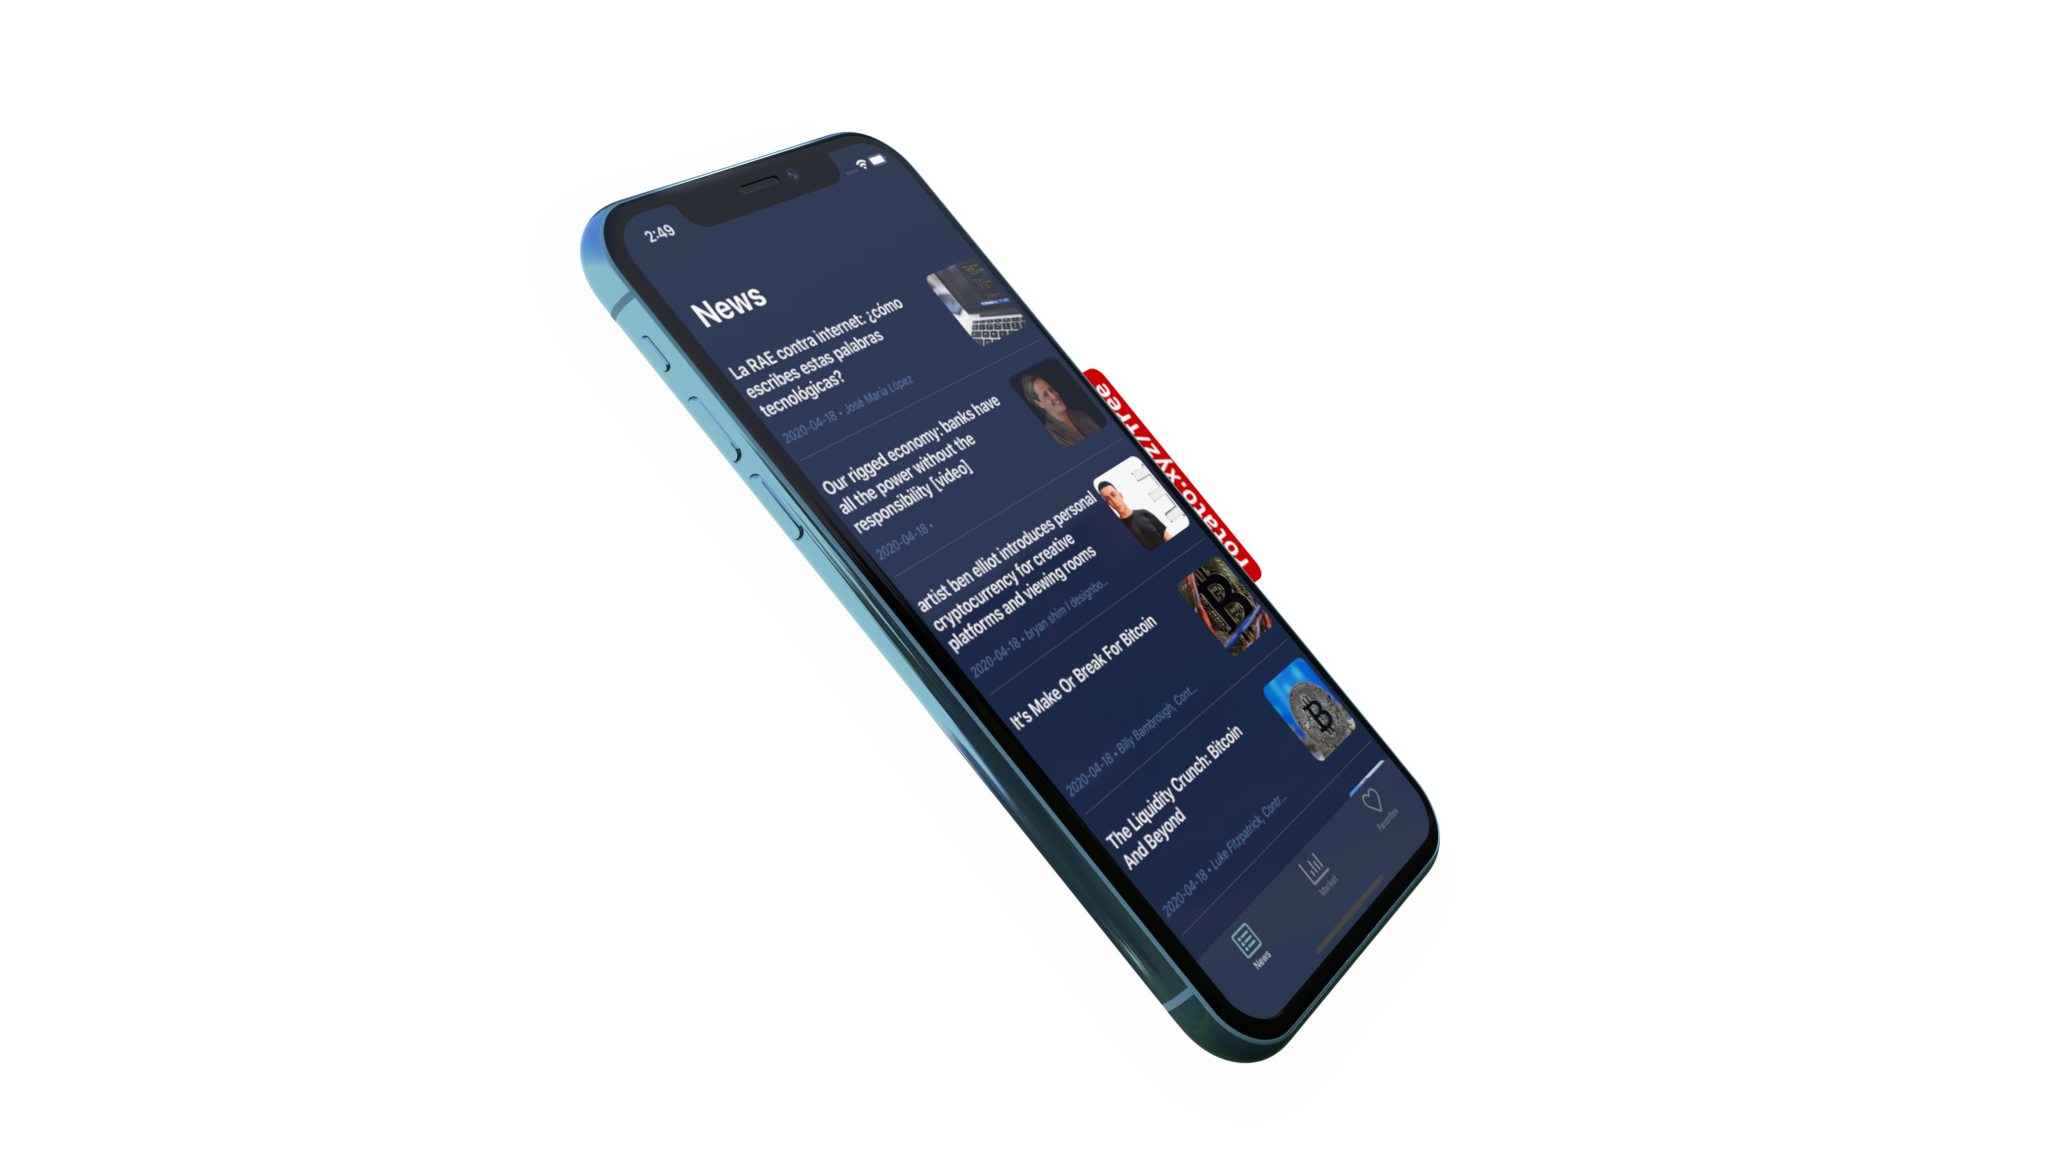 2:49
News
La RAE contra internet: ¿cómo
escribes estas palabras
tecnológicas?
2020-04-18 • José María López
Our rigged economy: banks have
all the power without the
responsibility [video]
2020-04-18 •
artist ben elliot introduces personal
cryptocurrency for creative
platforms and viewing rooms
2020-04-18 • bryan shim I designbo...
It's Make Or Break For Bitcoin
2020-04-18 • Billy Bambrough, Cont...
The Liquidity Crunch: Bitcoin
And Beyond
2020-04-18 • Luke Fitzpatrick, Contr...
News
Market
Favorites
rotato.xyz/free